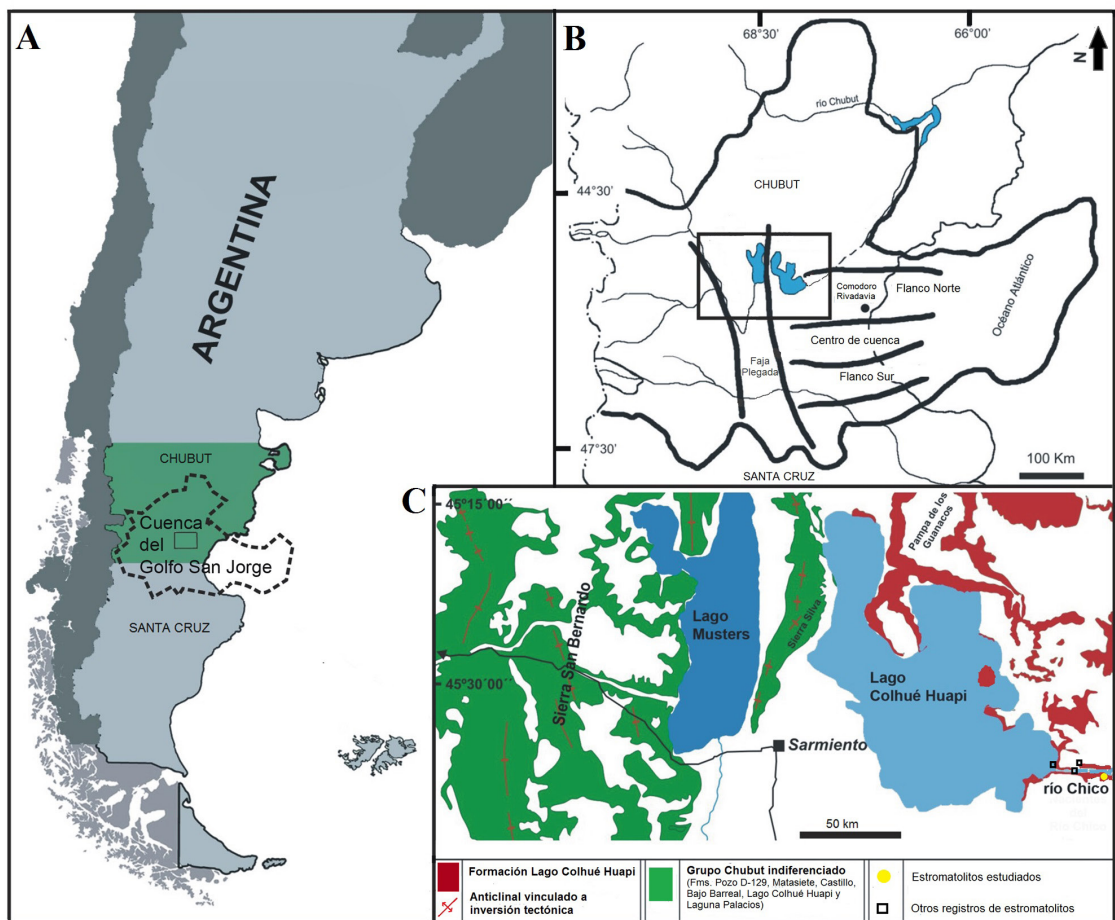 A
ARGENTINA
CHUBUT
Cuenca
del
Golfo San Jorge
SANTA CRUZ
B
68°30'
66°00'
N
río Chubut
44°30'
CHUBUT
Comodoro
Rivadavia
Flanco Norte
Océano Atlántico
Centro de cuenca
Faja
Plegada
Flanco Sur
47°30'
SANTA CRUZ
100 Km
C
45°15'00´´
Pampa de los
Guanacos
Lago
Musters
Sierra Silva
Sierra San Bernardo
45°30'00´´
Lago
Colhué Huapi
Sarmiento
río Chico
50 km
Formación Lago Colhué Huapi
Anticlinal vinculado a
inversión tectónica
Grupo Chubut indiferenciado
(Fms. Pozo D-129, Matasiete, Castillo,
Bajo Barreal, Lago Colhué Huapi y
Laguna Palacios)
Estromatolitos estudiados
Otros registros de estromatolitos